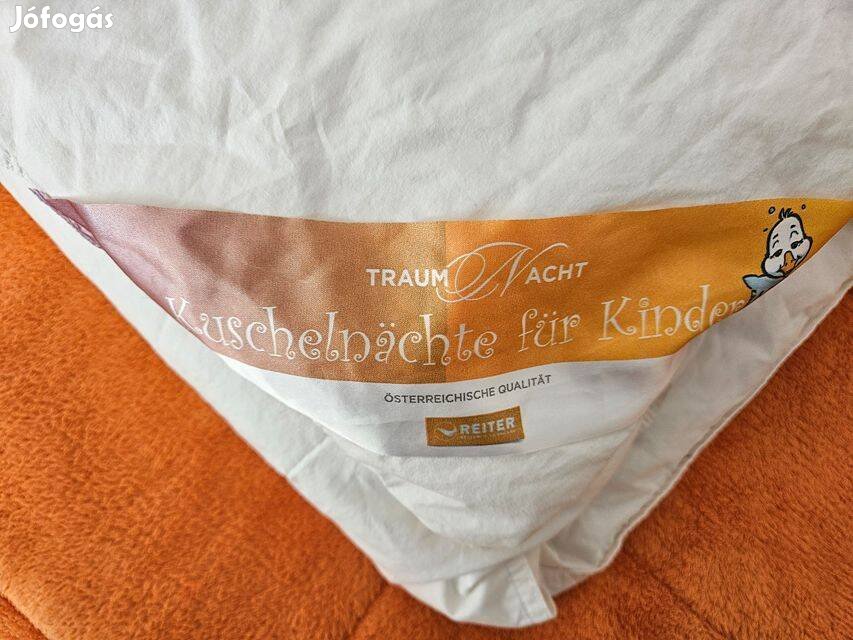 Jófogás
TRAUM NACHT
Kuschelnächte für Kinder
ÖSTERREICHISCHE QUALITÄT
REITER